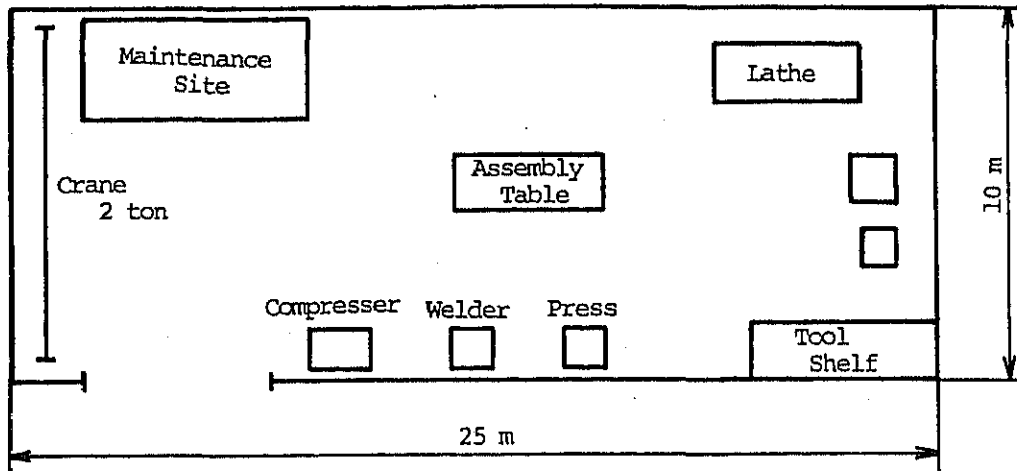 Maintenance
Site
Lathe
Assembly
Table
Crane
2 ton
10 m
Compresser
Welder
Press
Tool
Shelf
25 m